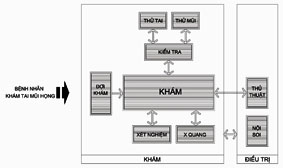 THỬ TAI
THỬ MŨI
KIỂM TRA
BỆNH NHÂN
KHÁM TAI MŨI HỌNG
ĐỢI
KHÁM
KHÁM
THỦ
THUẬT
XÉT NGHIỆM
X QUANG
NỘI
SOI
KHÁM
ĐIỀU TRỊ